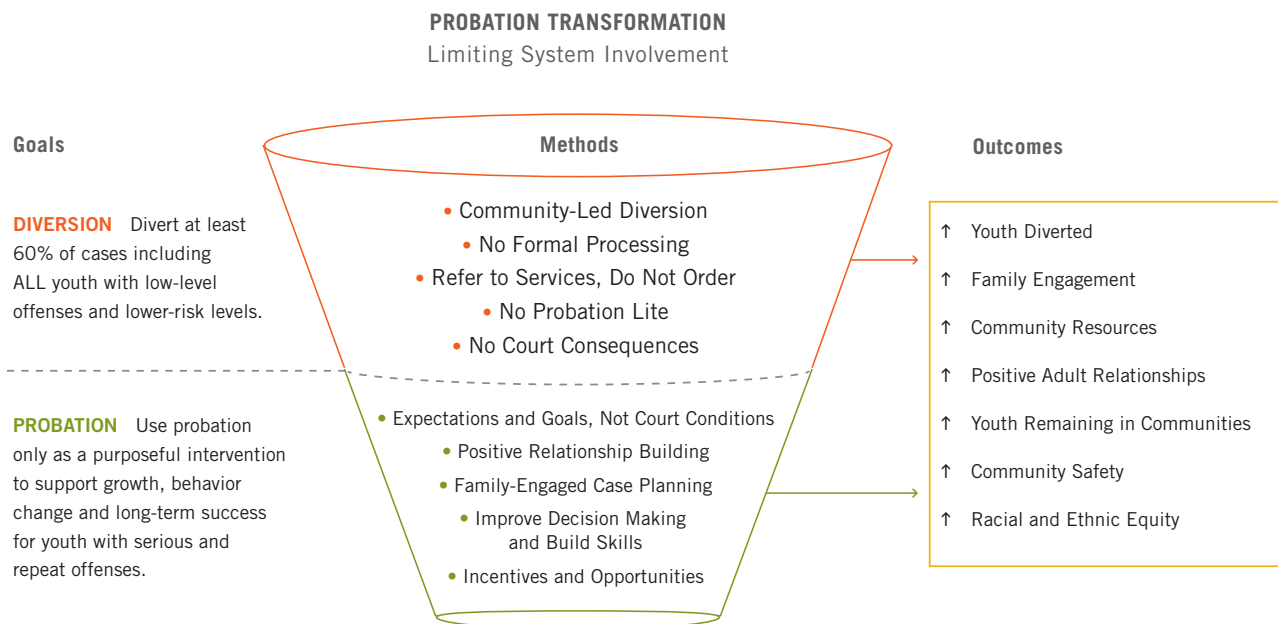 PROBATION TRANSFORMATION
Limiting System Involvement
Goals
Methods
Outcomes
DIVERSION Divert at least
60% of cases including
ALL youth with low-level
offenses and lower-risk levels.
• Community-Led Diversion
• No Formal Processing
• Refer to Services, Do Not Order
• No Probation Lite
• No Court Consequences
PROBATION Use probation
only as a purposeful intervention
to support growth, behavior
change and long-term success
for youth with serious and
repeat offenses.
• Expectations and Goals, Not Court Conditions
• Positive Relationship Building
• Family-Engaged Case Planning
• Improve Decision Making
and Build Skills
• Incentives and Opportunities
↑ Youth Diverted
↑ Family Engagement
↑ Community Resources
↑ Positive Adult Relationships
↑ Youth Remaining in Communities
↑ Community Safety
↑ Racial and Ethnic Equity